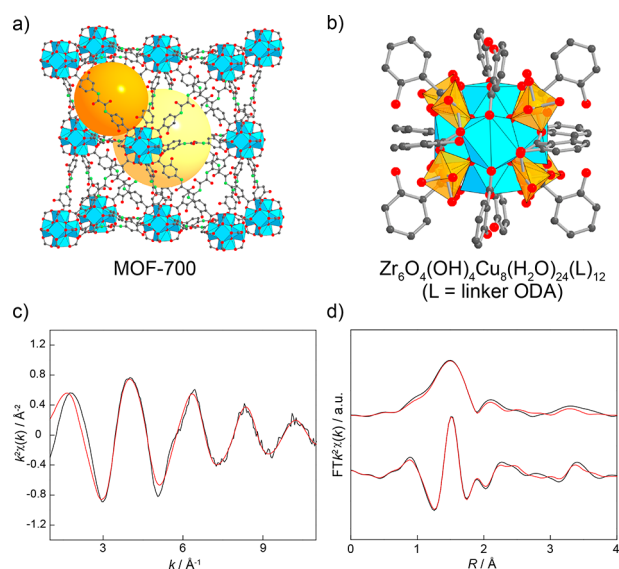 a)
b)
MOF-700
Zr₆O₄(OH)₄Cu₈(H₂O)₂₄(L)₁₂
(L = linker ODA)
c)
d)
k²χ(k) / Å⁻²
1.2
0.8
0.4
0
-0.4
-0.8
-1.2
3
6
9
k / Å⁻¹
FTk²χ(k) / a.u.
0
1
2
3
4
R / Å